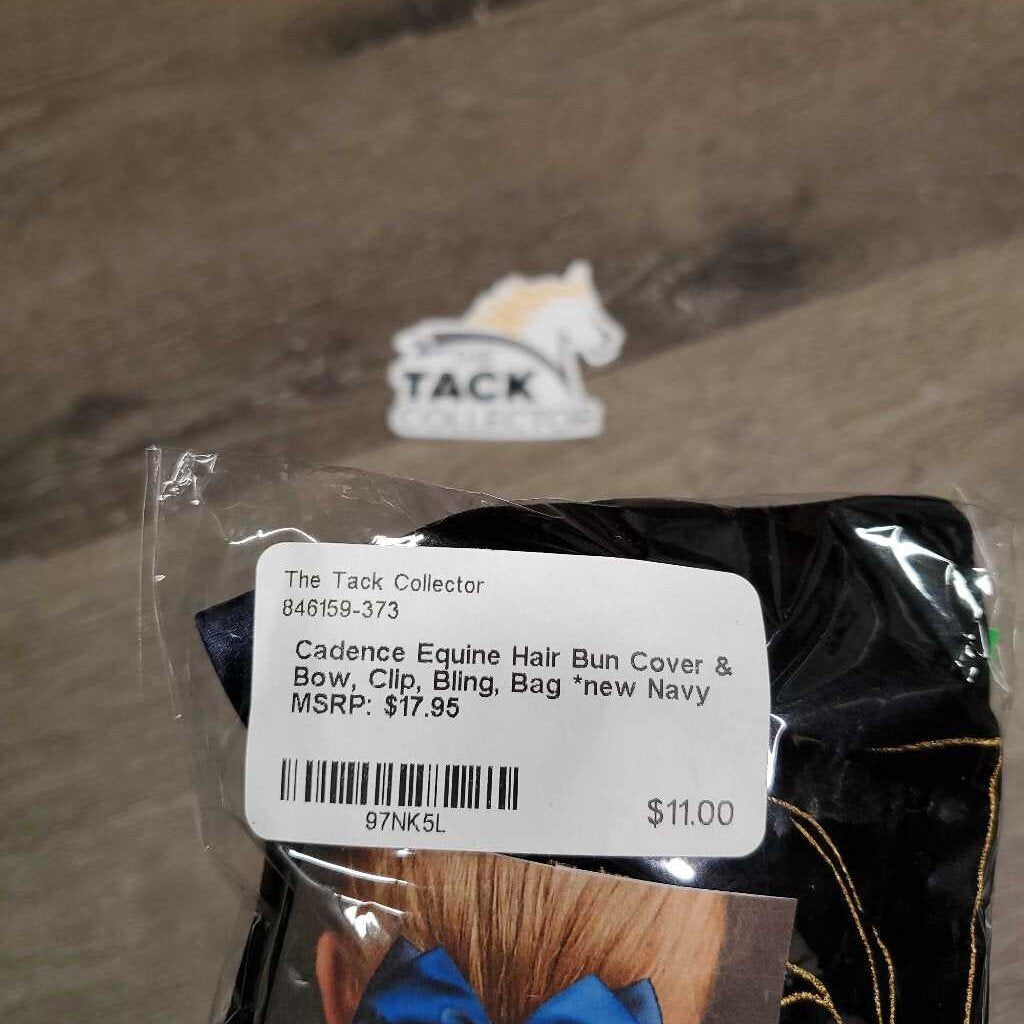 TACK
COLLECTOR
The Tack Collector
846159-373
Cadence Equine Hair Bun Cover &
Bow, Clip, Bling, Bag *new Navy
MSRP: $17.95
97NK5L
$11.00